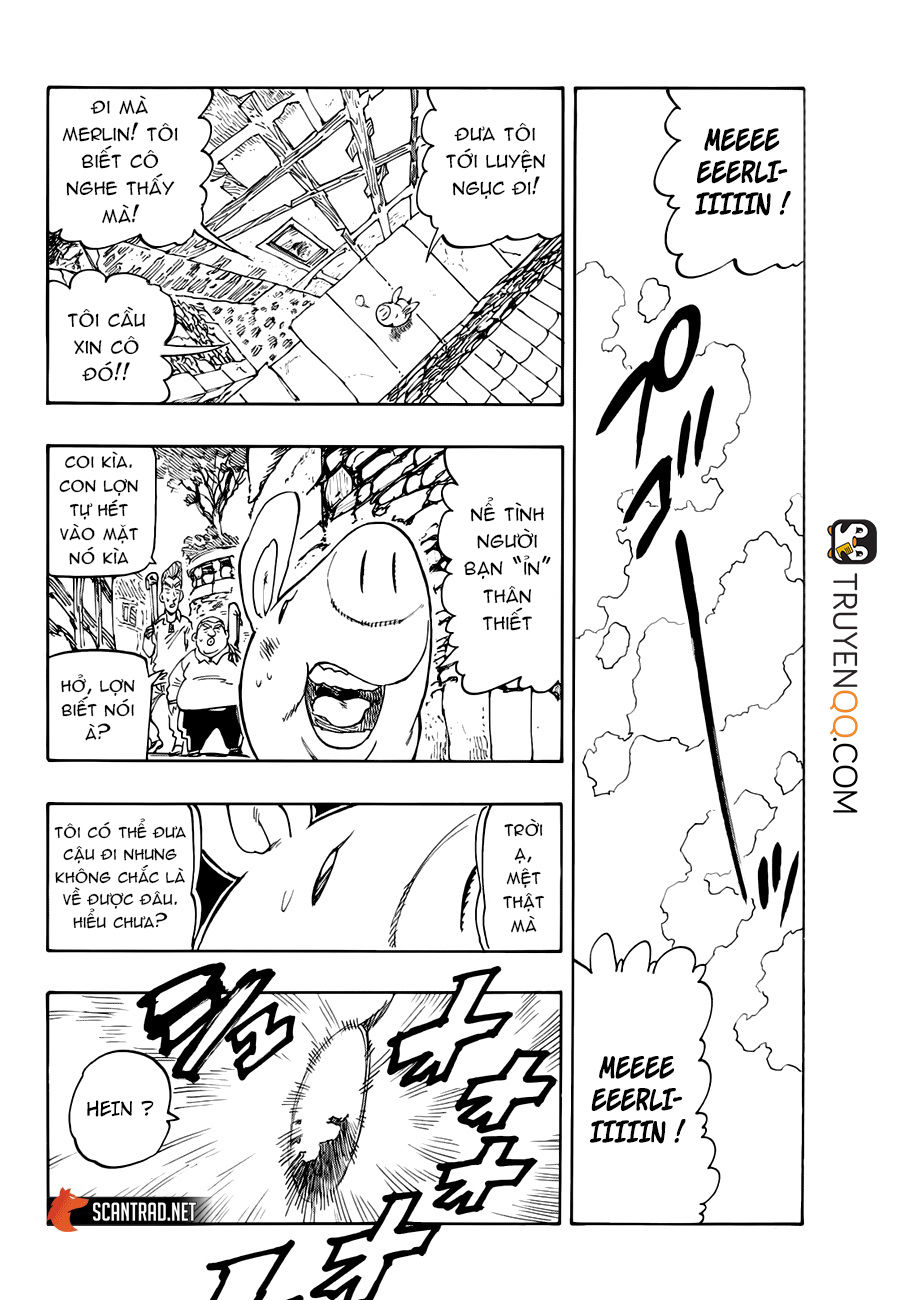 MEEEE
EEERLI-
IIIIIN !
プゴ
MEEEE
EEERLI-
IIIIIN !
ĐƯA TÔI
TỚI LUYỆN
NGỤC ĐI!
ĐI MÀ
MERLIN! TÔI
BIẾT CÔ
NGHE THẤY
MÀ!
TÔI CẦU
XIN CÔ
ĐÓ!!
NỂ TÌNH
NGƯỜI
BẠN “ỈN”
THÂN
THIẾT
COI KÌA,
CON LỢN
TỰ HÉT
VÀO MẶT
NÓ KÌA
HỞ, LỢN
BIẾT NÓI
À?
TRỜI
Ạ,
MỆT
THẬT
MÀ
TÔI CÓ THỂ ĐƯA
CẬU ĐI NHƯNG
KHÔNG CHẮC LÀ
VỀ ĐƯỢC ĐÂU,
HIỂU CHƯA?
HEIN ?
SCANTRAD.NET
TRUYENQQ.COM